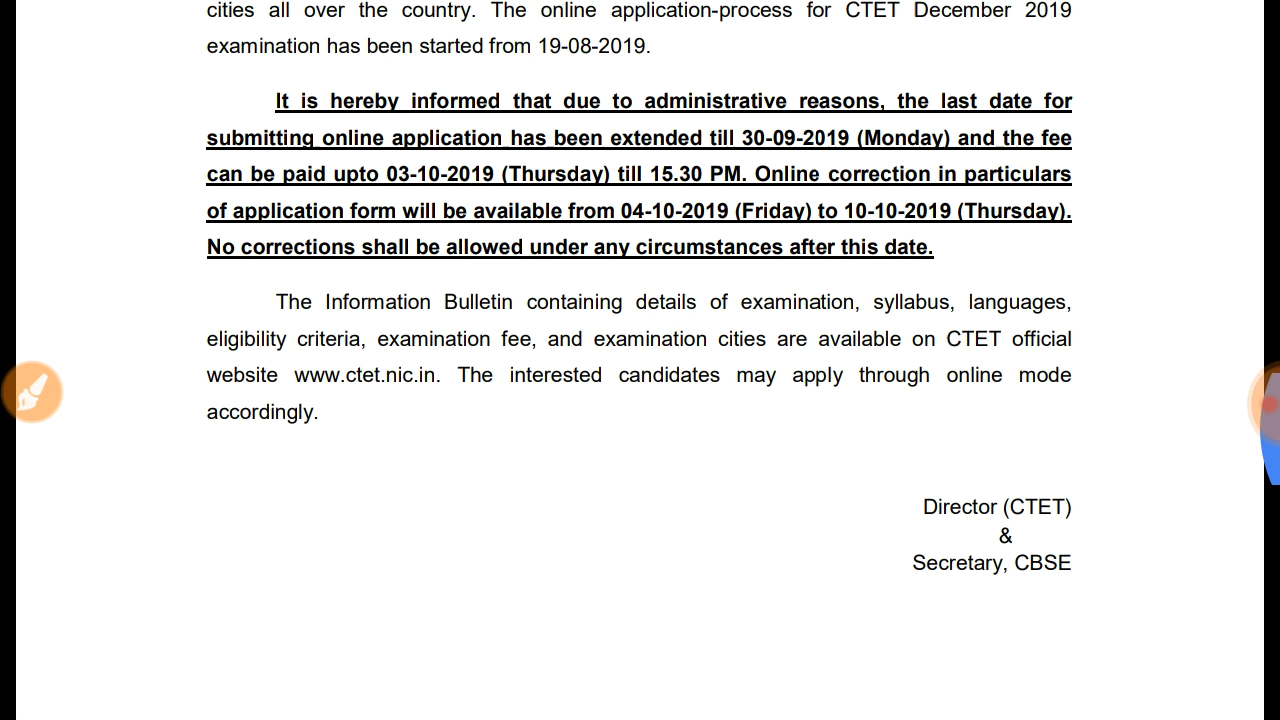 cities all over the country. The online application-process for CTET December 2019
examination has been started from 19-08-2019.
It is hereby informed that due to administrative reasons, the last date for
submitting online application has been extended till 30-09-2019 (Monday) and the fee
can be paid upto 03-10-2019 (Thursday) till 15.30 PM. Online correction in particulars
of application form will be available from 04-10-2019 (Friday) to 10-10-2019 (Thursday).
No corrections shall be allowed under any circumstances after this date.
The Information Bulletin containing details of examination, syllabus, languages,
eligibility criteria, examination fee, and examination cities are available on CTET official
website www.ctet.nic.in. The interested candidates may apply through online mode
accordingly.
Director (CTET)
&
Secretary, CBSE